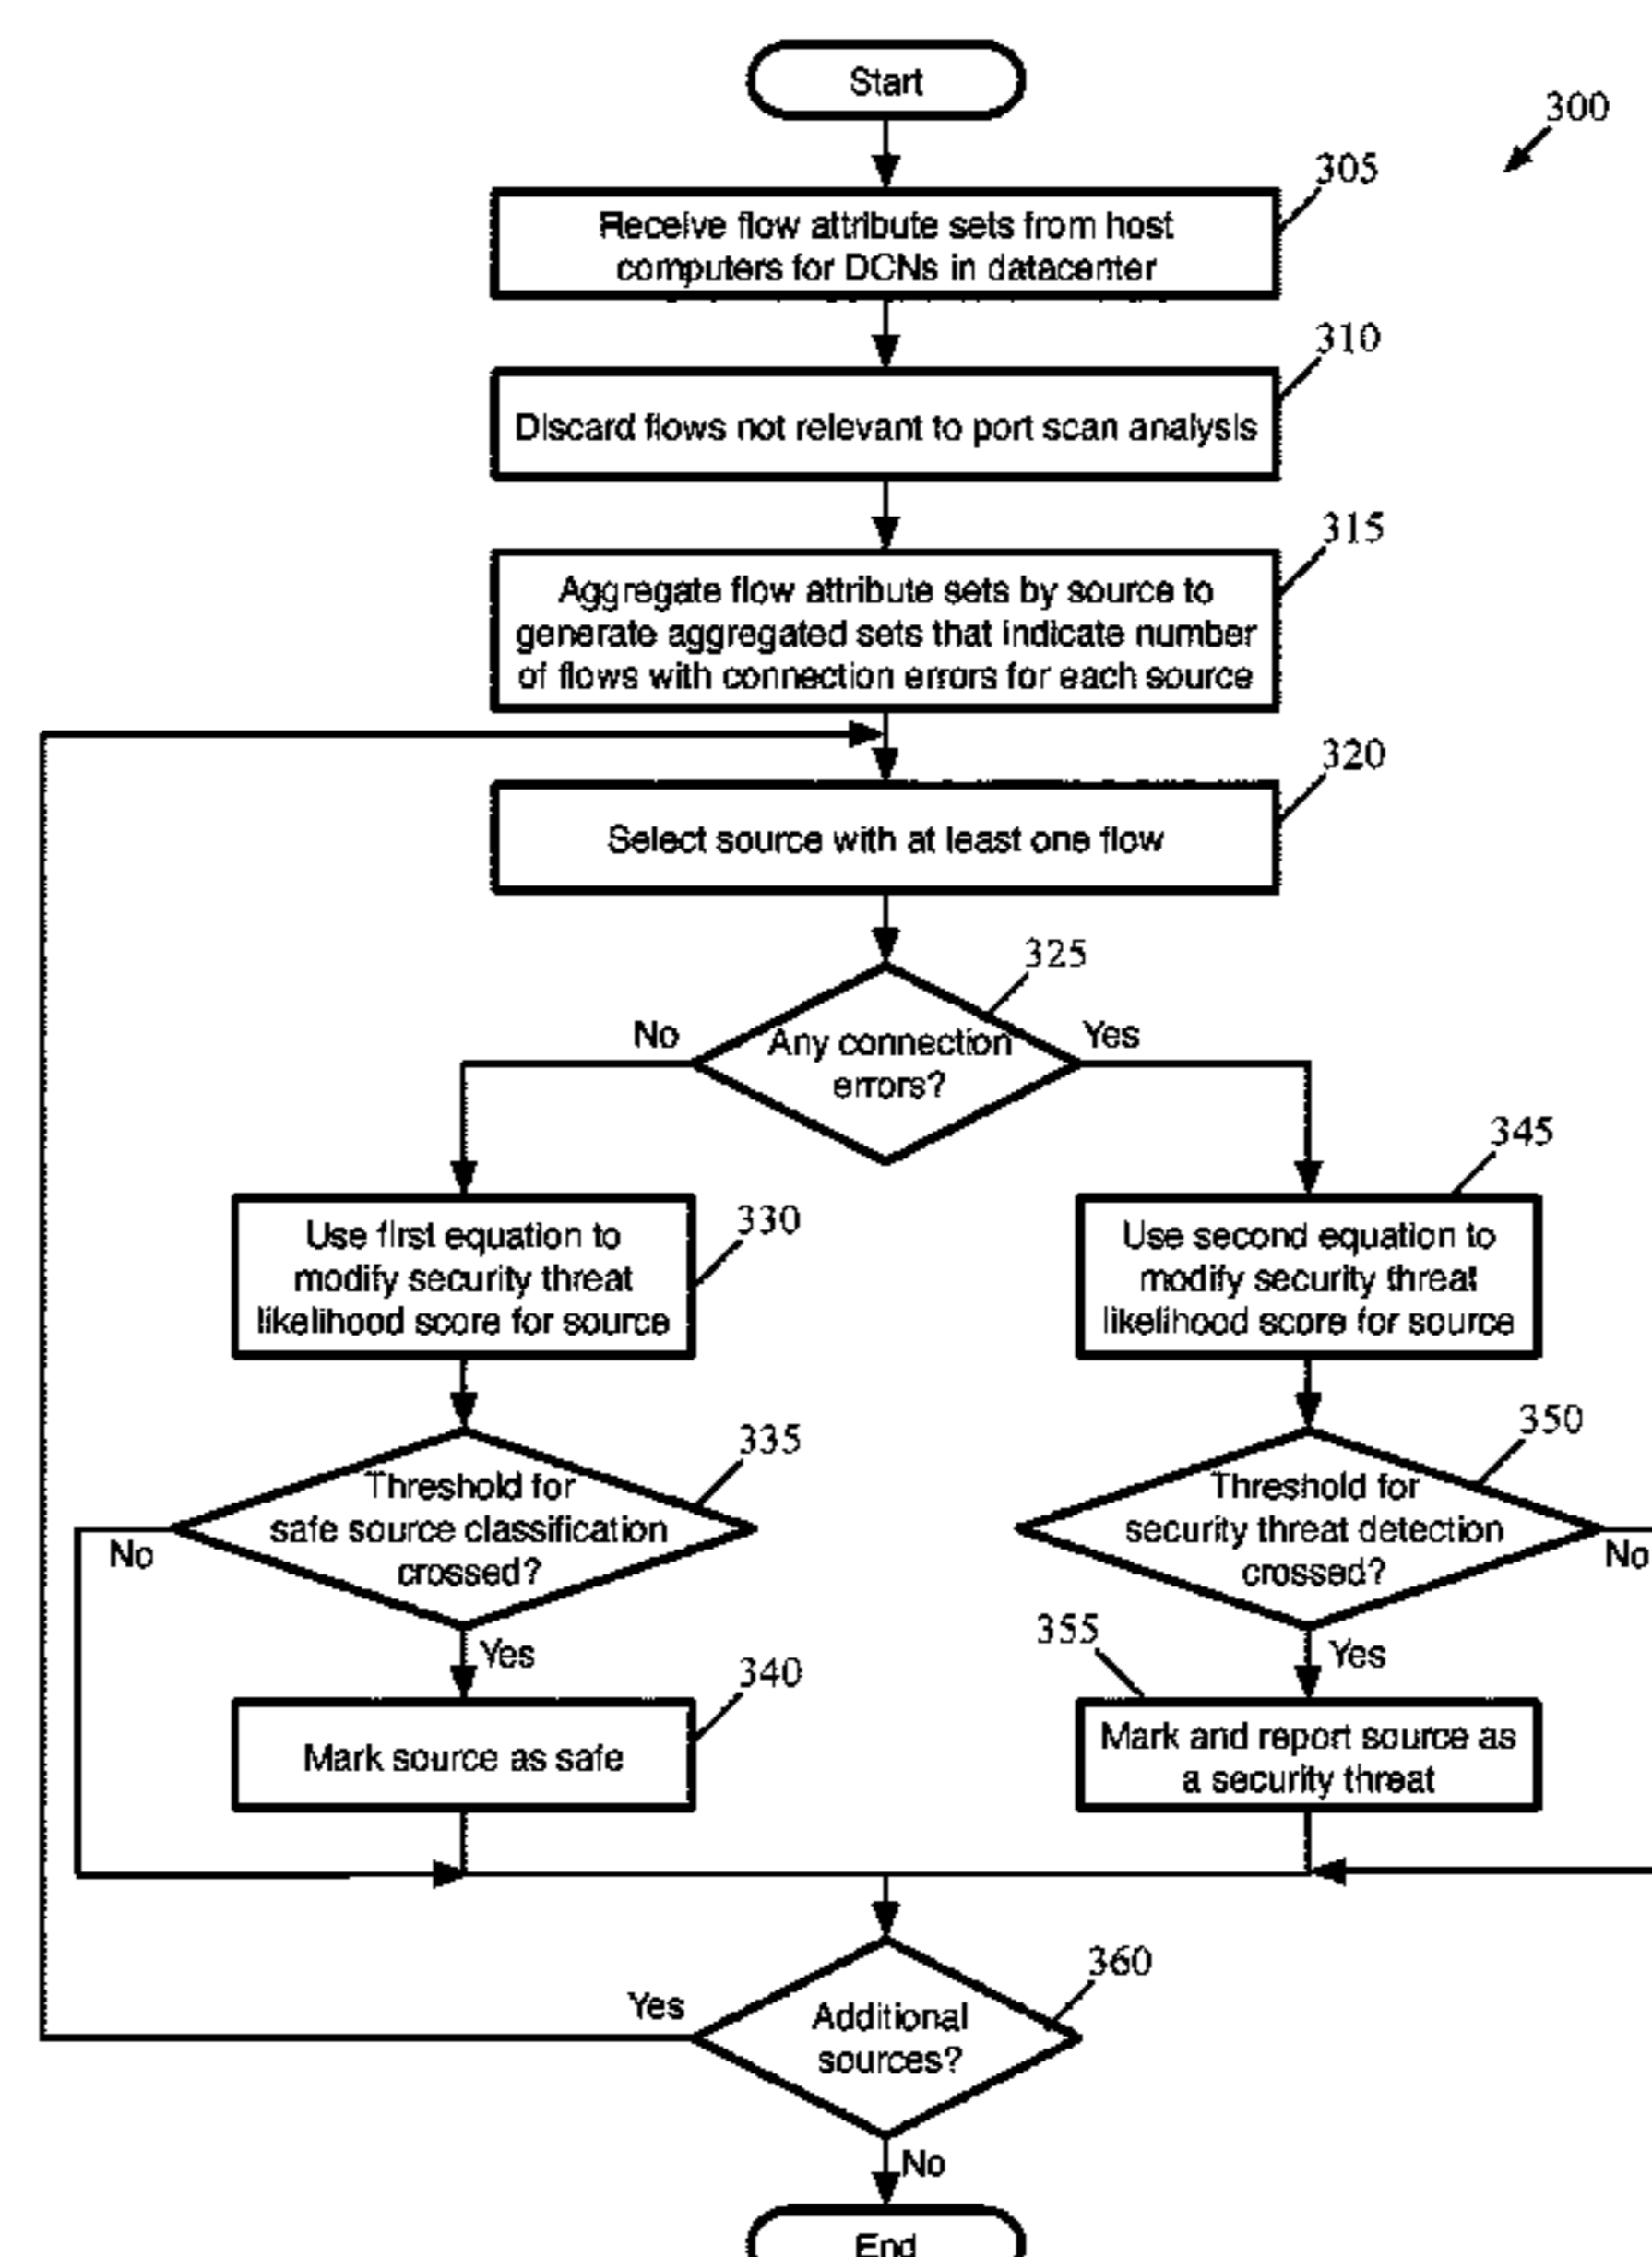 Start
300
305
Receive flow attribute sets from host
computers for DCNs in datacenter
310
Discard flows not relevant to port scan analysis
315
Aggregate flow attribute sets by source to
generate aggregated sets that indicate number
of flows with connection errors for each source
320
Select source with at least one flow
325
No
Any connection
errors?
Yes
345
330
Use first equation to
modify security threat
likelihood score for source
Use second equation to
modify security threat
likelihood score for source
335
350
Threshold for
safe source classification
crossed?
No
Threshold for
security threat detection
crossed?
No
Yes
355
Yes
340
Mark source as safe
Mark and report source as
a security threat
360
Yes
Additional
sources?
No
End